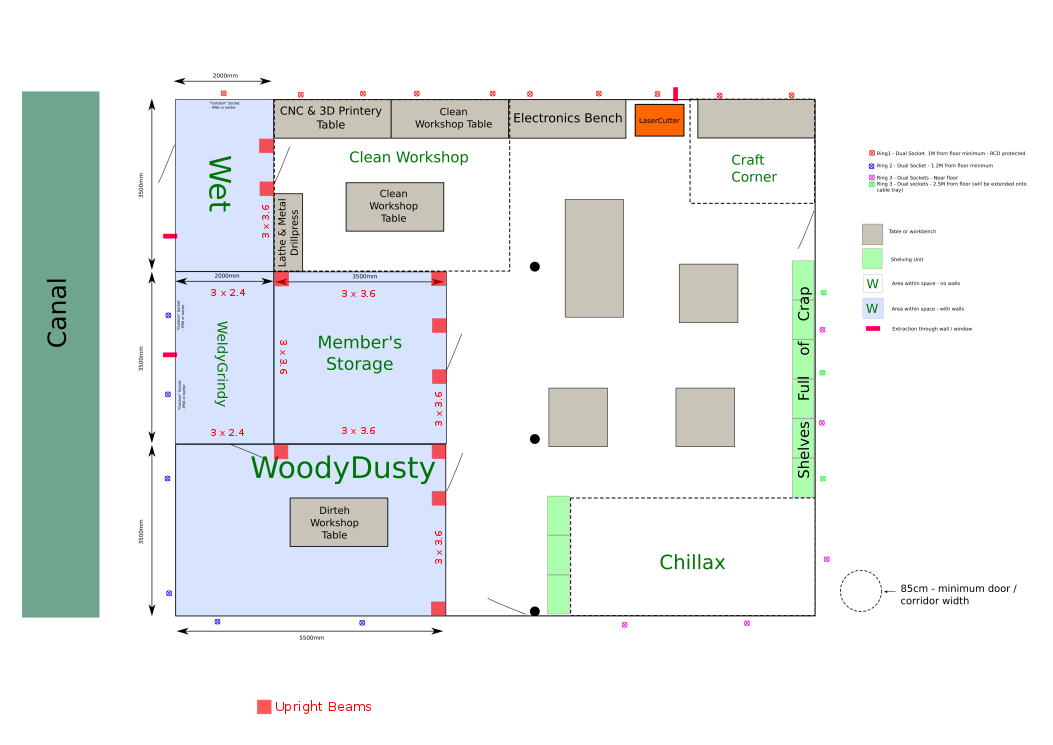 2000mm
"Outdoor" Socket
- IP66 or better
CNC & 3D Printery
Table
Clean
Workshop Table
Electronics Bench
LaserCutter
Clean Workshop
Craft
Corner
Wet
3500mm
3 x 3.6
Lathe & Metal
Drillpress
Clean
Workshop
Table
Ring1 - Dual Socket 1M from floor minimum - RCD protected
Ring 2 - Dual Socket - 1.2M from floor minimum
Ring 3 - Dual Sockets - Near floor
Ring 3 - Dual sockets - 2.5M from floor (will be extended onto
cable tray)
Table or workbench
Shelving Unit
W
Area within space - no walls
W
Area within space - with walls
Extraction through wall / window
Canal
2000mm
3500mm
3 x 2.4
3 x 3.6
"Outdoor" Socket
- IP66 or better
3500mm
WeldyGrindy
3 x 3.6
Member's
Storage
3 x 3.6
"Outdoor" Socket
- IP66 or better
3 x 2.4
3 x 3.6
Shelves Full of Crap
WoodyDusty
3500mm
Dirteh
Workshop
Table
3 x 3.6
Chillax
85cm - minimum door /
corridor width
5500mm
Upright Beams